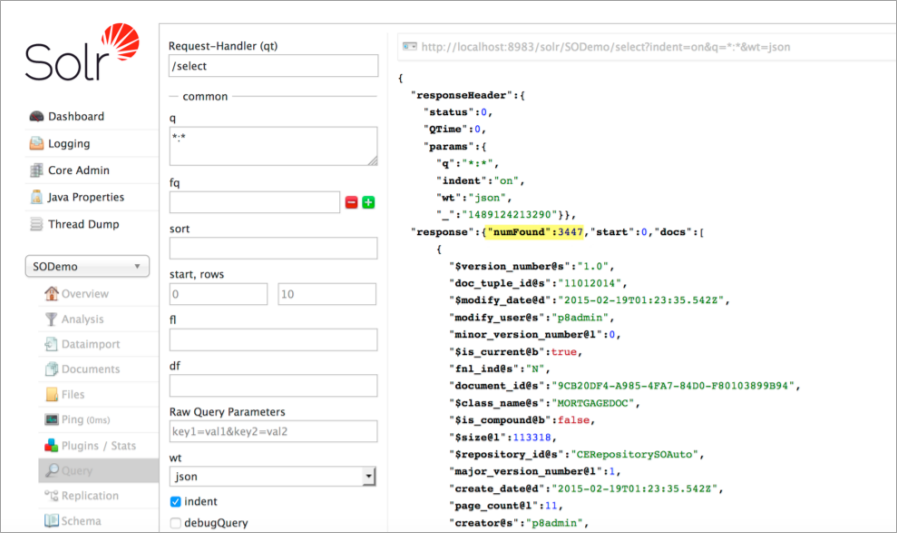 Solr
Dashboard
Logging
Core Admin
Java Properties
Thread Dump
SODemo
Overview
Analysis
Dataimport
Documents
Files
Ping (0ms)
Plugins / Stats
Query
Replication
Schema
Request-Handler (qt)
/select
common
q
*:*
fq
sort
start, rows
0
10
fl
df
Raw Query Parameters
key1=val1&key2=val2
wt
json
indent
debugQuery
http://localhost:8983/solr/SODemo/select?indent=on&q=*:*&wt=json
{
"responseHeader":{
"status":0,
"QTime":0,
"params":{
"q":"*:*",
"indent":"on",
"wt":"json",
"_":"1489124213290"}},
"response":{"numFound":3447,"start":0,"docs":[
{
"$version_number@s":"1.0",
"doc_tuple_id@s":"11012014",
"$modify_date@d":"2015-02-19T01:23:35.542Z",
"modify_user@s":"p8admin",
"minor_version_number@l":0,
"$is_current@b":true,
"fnl_ind@s":"N",
"document_id@s":"9CB20DF4-A985-4FA7-84D0-F80103899B94",
"$class_name@s":"MORTGAGEDOC",
"$is_compound@b":false,
"$size@l":113318,
"$repository_id@s":"CERepositorySOAuto",
"major_version_number@l":1,
"create_date@d":"2015-02-19T01:23:35.542Z",
"page_count@l":11,
"creator@s":"p8admin",